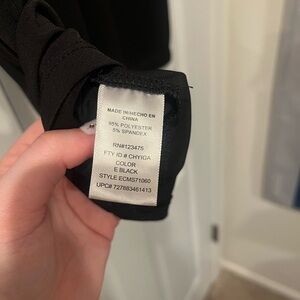 MADE IN/HECHO EN
CHINA
95% POLYESTER
5% SPANDEX
RN#123475
FTY ID # CHYIGA
COLOR
E BLACK
STYLE ECMS71060
UPC# 727883461413